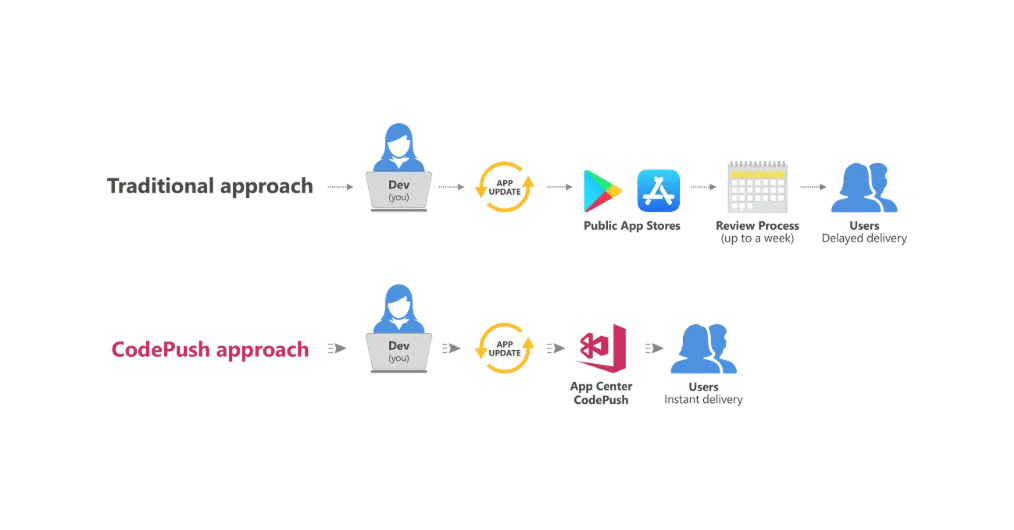 Traditional approach
Dev
(you)
APP
UPDATE
Public App Stores
Review Process
(up to a week)
Users
Delayed delivery
CodePush approach
Dev
(you)
APP
UPDATE
App Center
CodePush
Users
Instant delivery